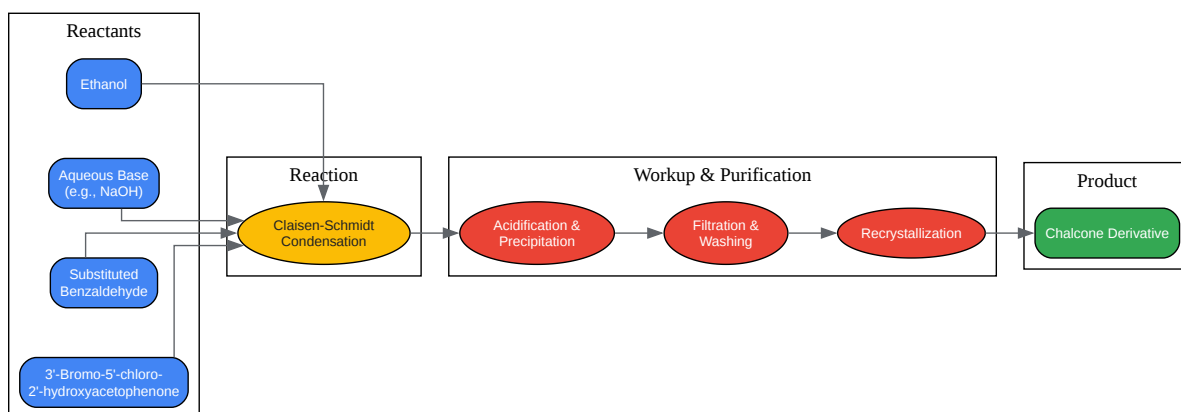 Reactants
Ethanol
Aqueous Base
(e.g., NaOH)
Substituted
Benzaldehyde
3'-Bromo-5'-chloro-
2'-hydroxyacetophenone
Reaction
Claisen-Schmidt
Condensation
Workup & Purification
Acidification &
Precipitation
Filtration &
Washing
Recrystallization
Product
Chalcone Derivative